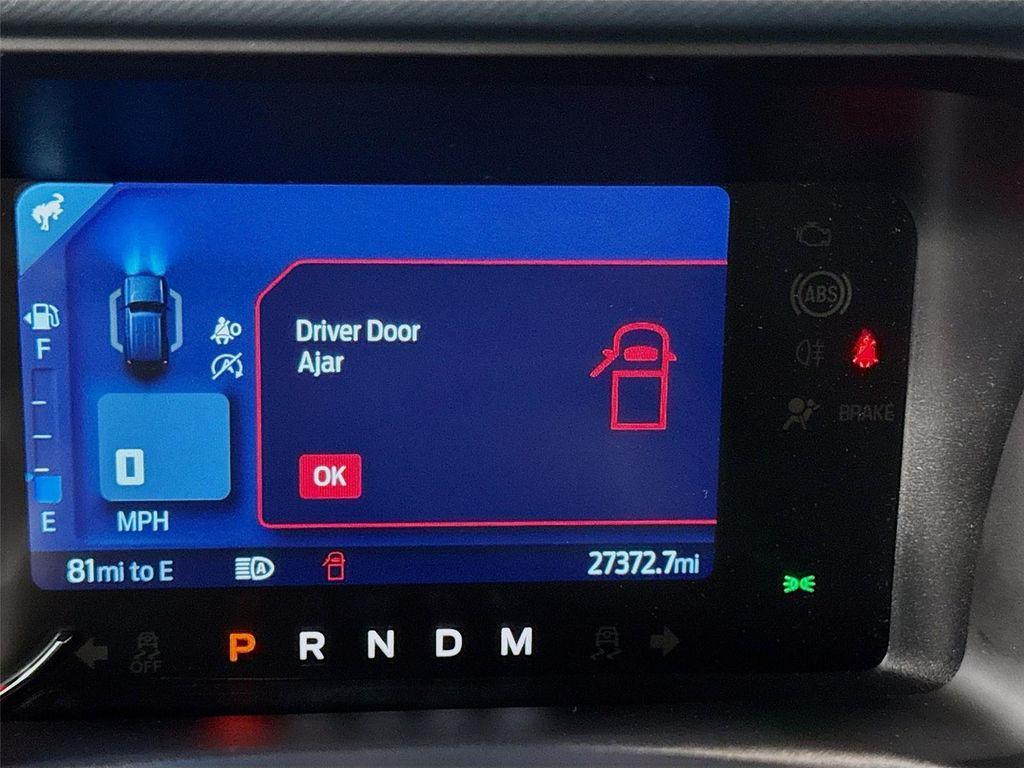 F
E
0
MPH
Driver Door
Ajar
OK
81mi to E
A
27372.7mi
P R N D M
OFF
ABS
BRAKE